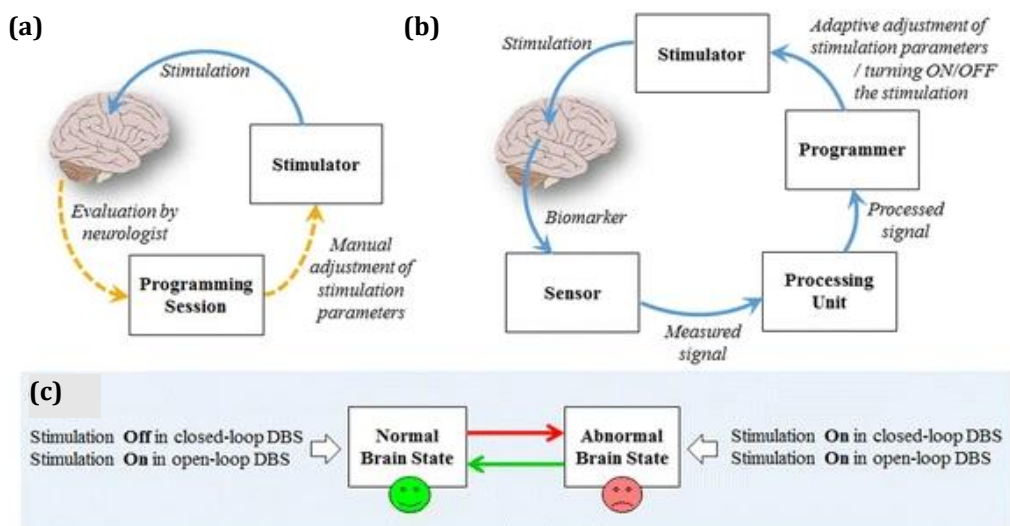 (a)
Stimulation
Stimulator
Evaluation by
neurologist
Programming
Session
Manual
adjustment of
stimulation
parameters
(b)
Stimulation
Stimulator
Adaptive adjustment of
stimulation parameters
/ turning ON/OFF
the stimulation
Programmer
Biomarker
Processed
signal
Sensor
Processing
Unit
Measured
signal
(c)
Stimulation Off in closed-loop DBS
Stimulation On in open-loop DBS
Normal
Brain State
Abnormal
Brain State
Stimulation On in closed-loop DBS
Stimulation On in open-loop DBS